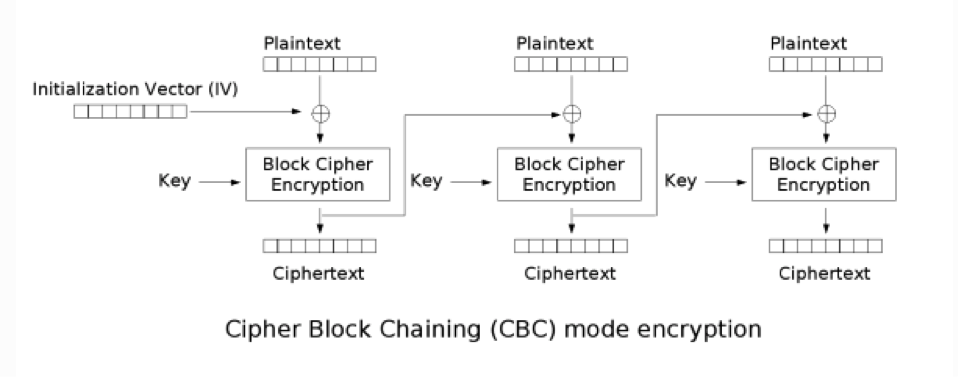 Plaintext
Plaintext
Plaintext
Initialization Vector (IV)
Key
Block Cipher
Encryption
Key
Block Cipher
Encryption
Key
Block Cipher
Encryption
Ciphertext
Ciphertext
Ciphertext
Cipher Block Chaining (CBC) mode encryption